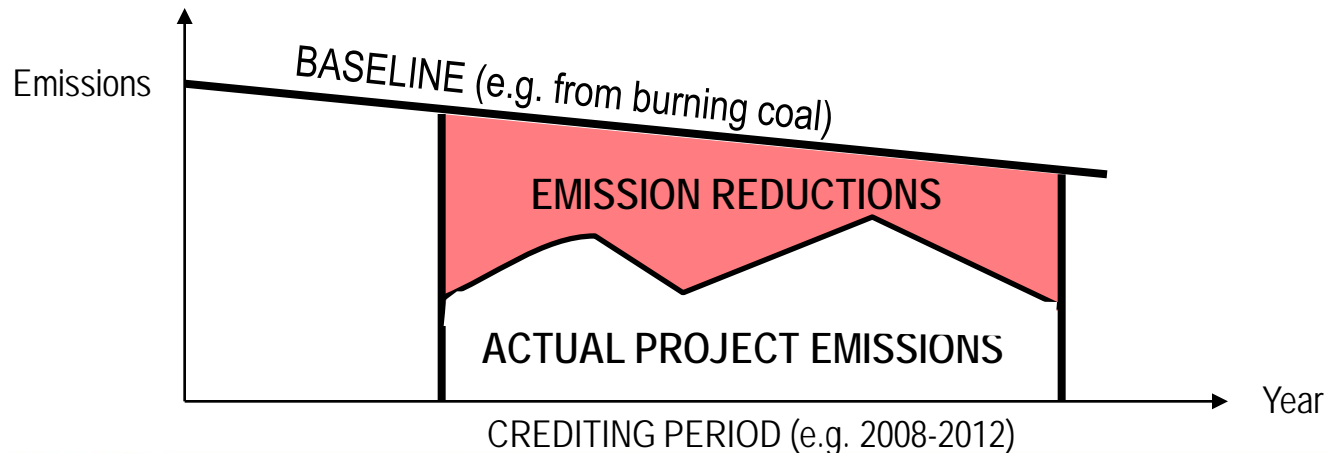 Emissions
BASELINE (e.g. from burning coal)
EMISSION REDUCTIONS
ACTUAL PROJECT EMISSIONS
Year
CREDITING PERIOD (e.g. 2008-2012)